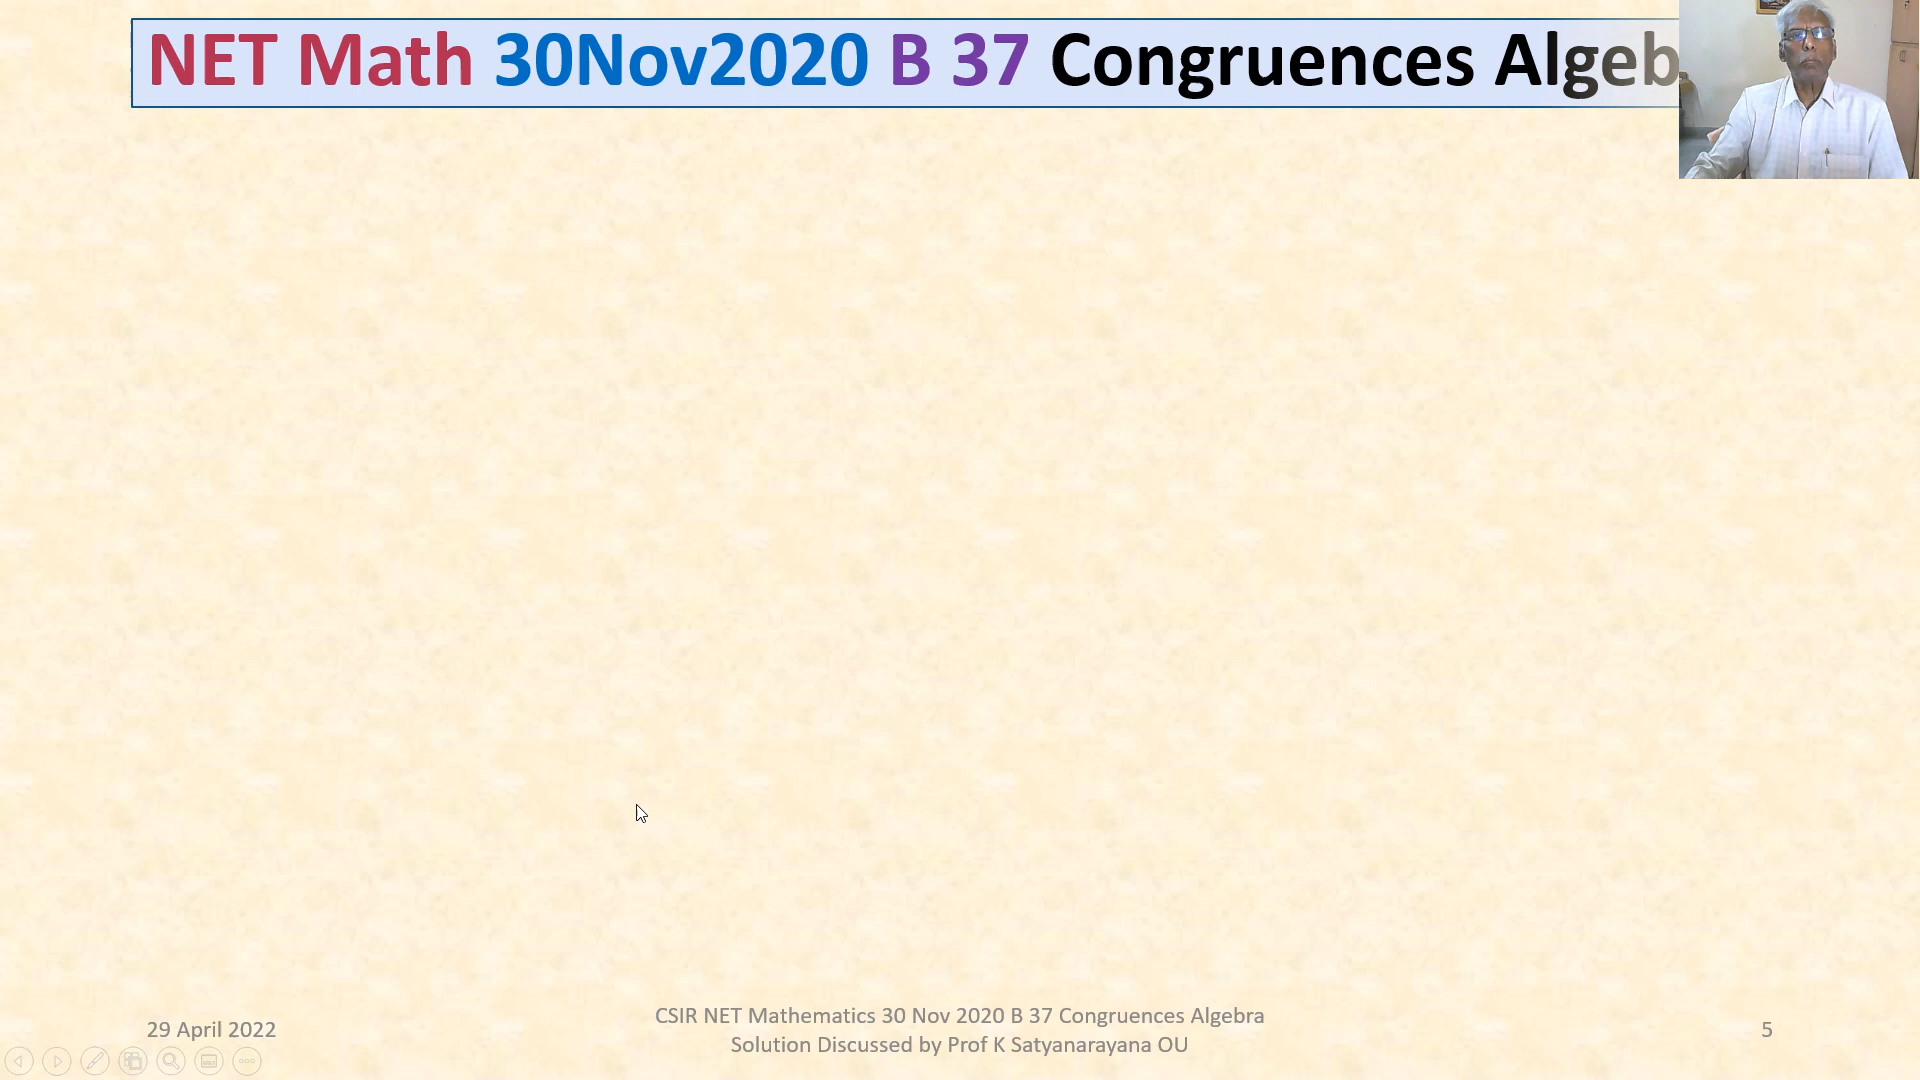 NET Math 30Nov2020 B 37 Congruences Algeb
29 April 2022
CSIR NET Mathematics 30 Nov 2020 B 37 Congruences Algebra
Solution Discussed by Prof K Satyanarayana OU
5